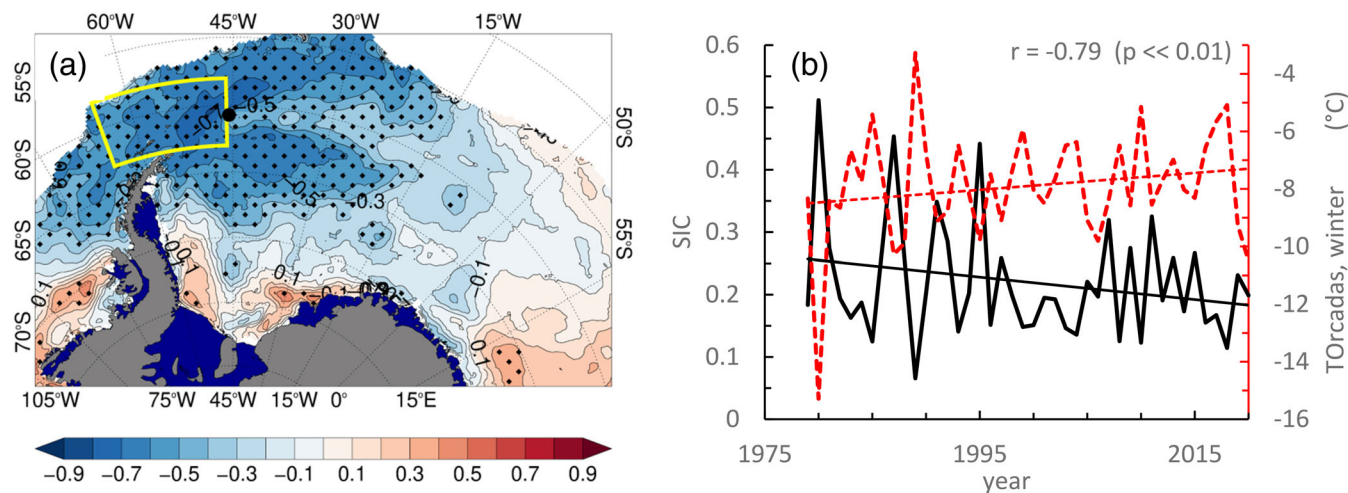 60°W 45°W 30°W 15°W
(a)
55°S
60°S
65°S
70°S
50°S
55°S
-0.7
-0.5
-0.5
-0.3
0.1
0.1
0.1
-0.1
-0.1
0.1
105°W 75°W 45°W 15°W 0° 15°E
-0.9 -0.7 -0.5 -0.3 -0.1 0.1 0.3 0.5 0.7 0.9
(b)
r = -0.79 (p << 0.01)
SIC
0.6
0.5
0.4
0.3
0.2
0.1
0
-4
-6
-8
-10
-12
-14
-16
TOrcadas, winter (°C)
1975 1995 2015
year